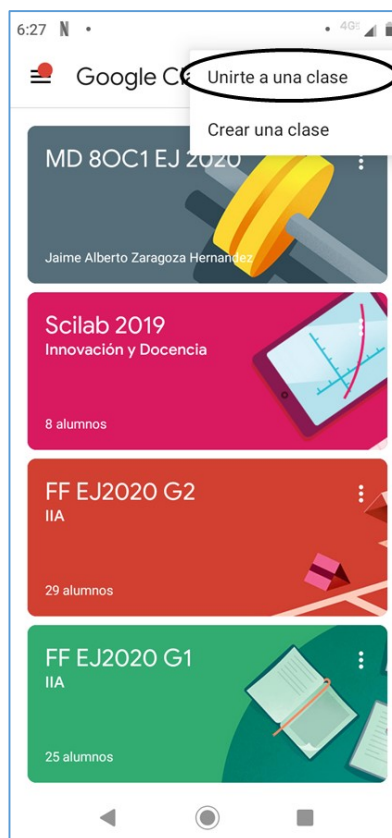 6:27 N 4G
Google Cl
Unirte a una clase
Crear una clase
MD 8OC1 EJ 2020
Jaime Alberto Zaragoza Hernandez
Scilab 2019
Innovación y Docencia
8 alumnos
FF EJ2020 G2
IIA
29 alumnos
FF EJ2020 G1
IIA
25 alumnos